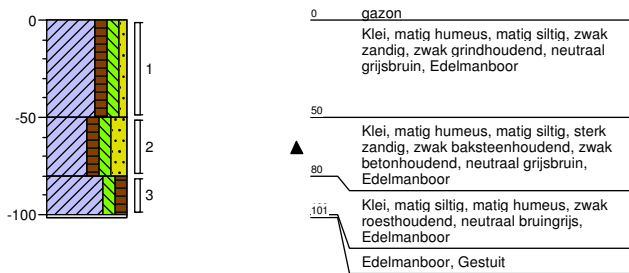 0
-50
-100
1
2
3
0
gazon
Klei, matig humeus, matig siltig, zwak
zandig, zwak grindhoudend, neutraal
grijsbruin, Edelmanboor
50
Klei, matig humeus, matig siltig, sterk
zandig, zwak baksteenhoudend, zwak
betonhoudend, neutraal grijsbruin,
Edelmanboor
80
Klei, matig siltig, matig humeus, zwak
roesthoudend, neutraal bruingrijs,
Edelmanboor
101
Edelmanboor, Gestuit